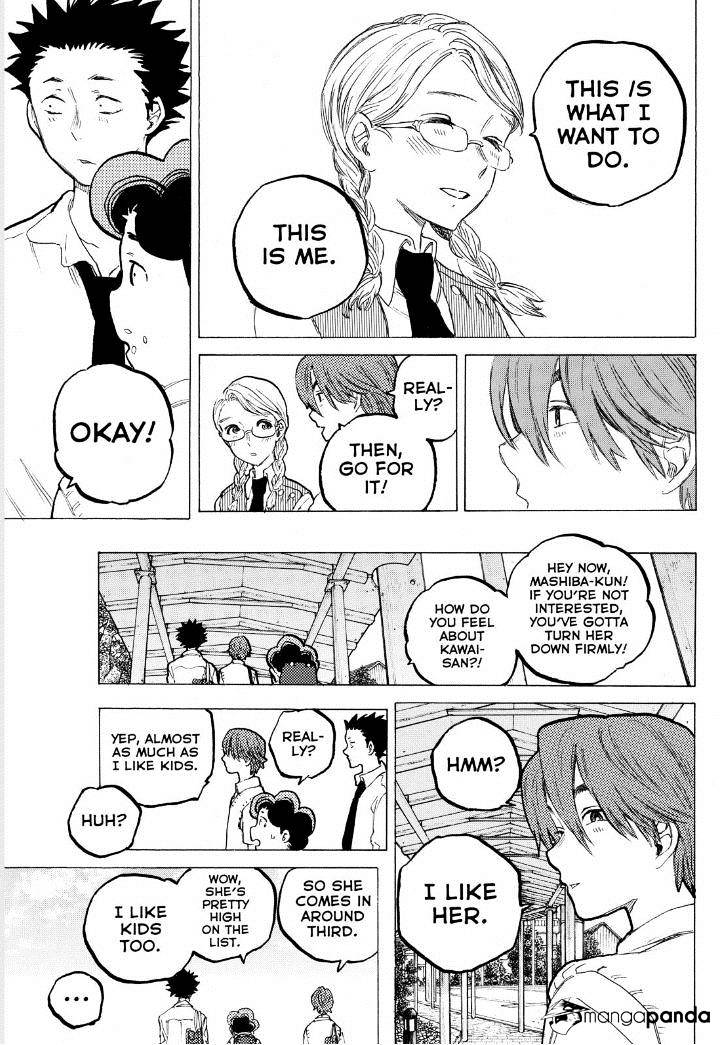 THIS IS
WHAT I
WANT TO
DO.
THIS
IS ME.
OKAY!
REAL-
LY?
THEN,
GO FOR
IT!
HEY NOW,
MASHIBA-KUN!
IF YOU'RE NOT
INTERESTED,
YOU'VE GOTTA
TURN HER
DOWN FIRMLY!
HOW DO
YOU FEEL
ABOUT
KAWAI-
SAN?!
HMM?
I LIKE
HER.
REAL-
LY?
YEP, ALMOST
AS MUCH AS
I LIKE KIDS.
HUH?
SO SHE
COMES IN
AROUND
THIRD.
WOW,
SHE'S
PRETTY
HIGH
ON THE
LIST.
I LIKE
KIDS
TOO.
...
mangapanda